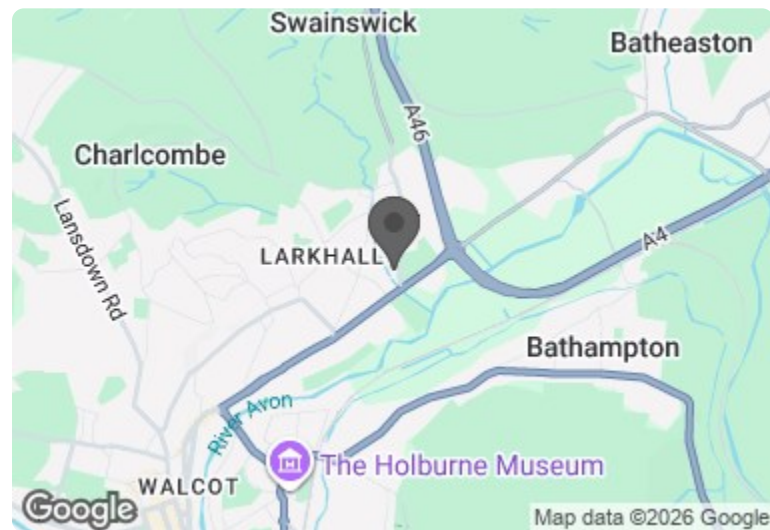 Swainswick
Batheaston
A46
Charlcombe
Lansdown Rd
LARKHALL
A4
Bathampton
River Avon
The Holburne Museum
WALCOT
Google
Map data ©2026 Google